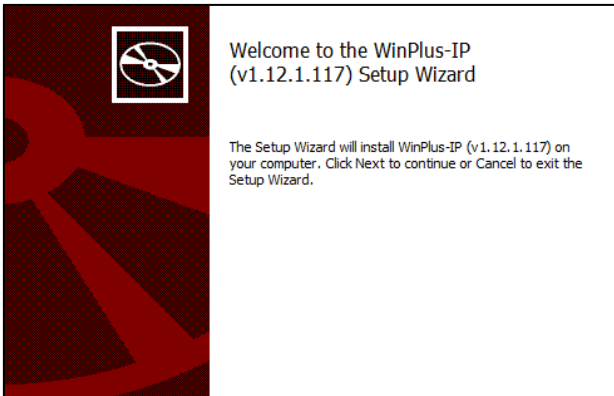 Welcome to the WinPlus-IP
(v1.12.1.117) Setup Wizard
The Setup Wizard will install WinPlus-IP (v1.12.1.117) on
your computer. Click Next to continue or Cancel to exit the
Setup Wizard.